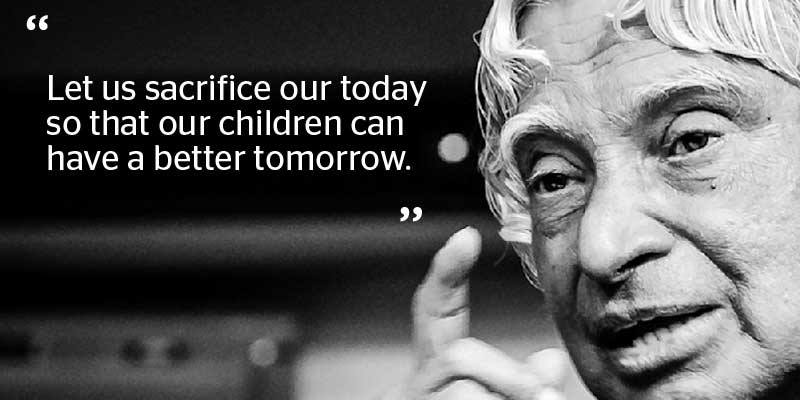 “
Let us sacrifice our today
so that our children can
have a better tomorrow.
”